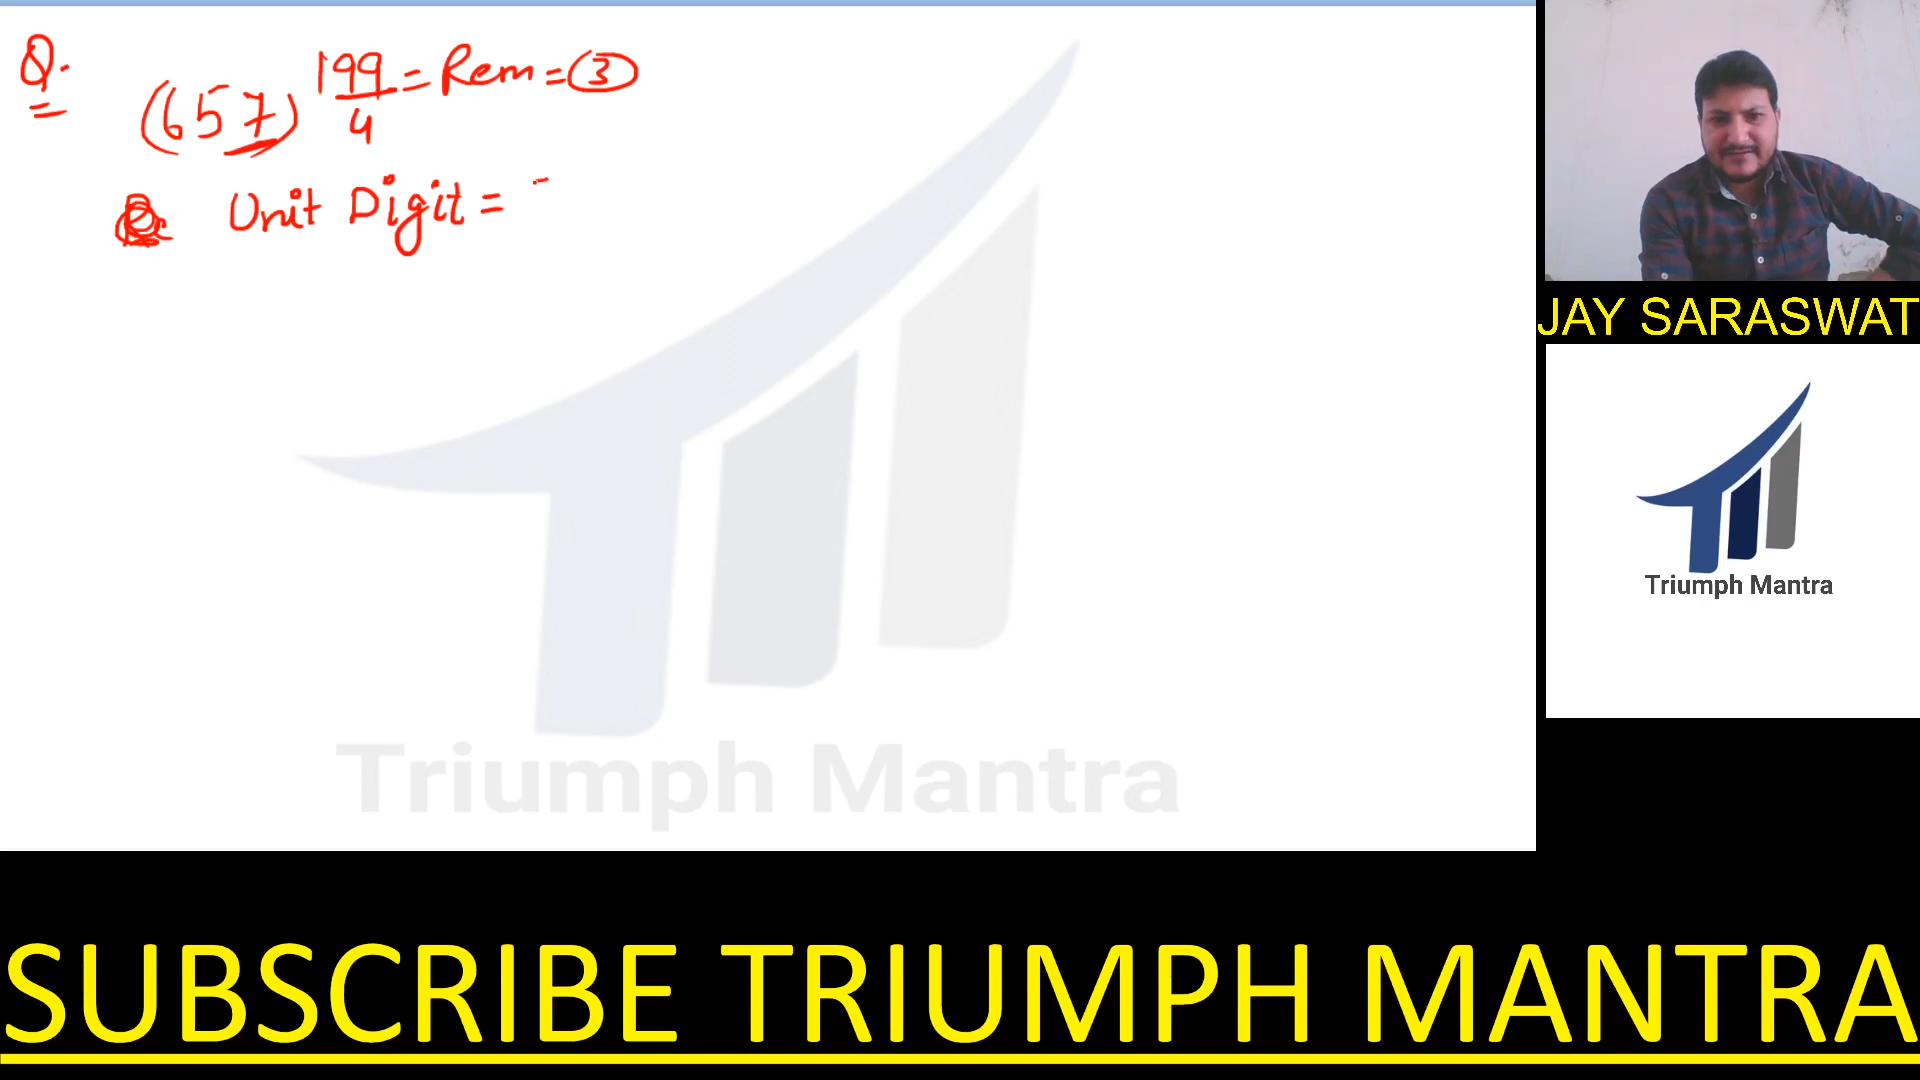 Q.
(657)^199/4 = Rem = 3
Unit Digit =
JAY SARASWAT
Triumph Mantra
Triumph Mantra
SUBSCRIBE TRIUMPH MANTRA